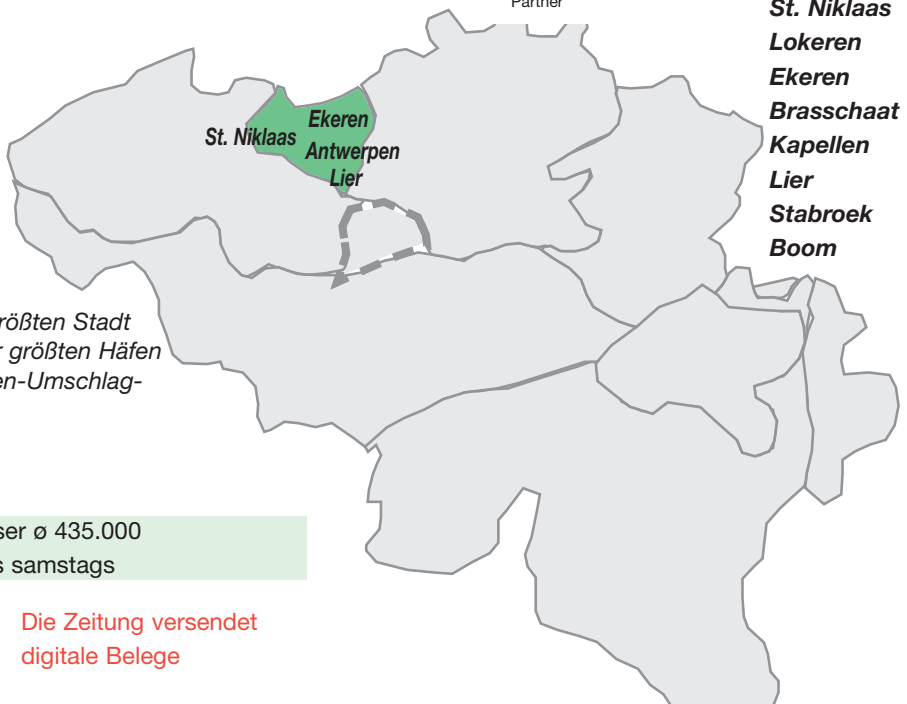 Partner
St. Niklaas
Lokeren
Ekeren
Brasschaat
Kapellen
Lier
Stabroek
Boom
Ekeren
St. Niklaas
Antwerpen
Lier
rößten Stadt
größten Häfen
en-Umschlag-
ser ø 435.000
s samstags
Die Zeitung versendet
digitale Belege